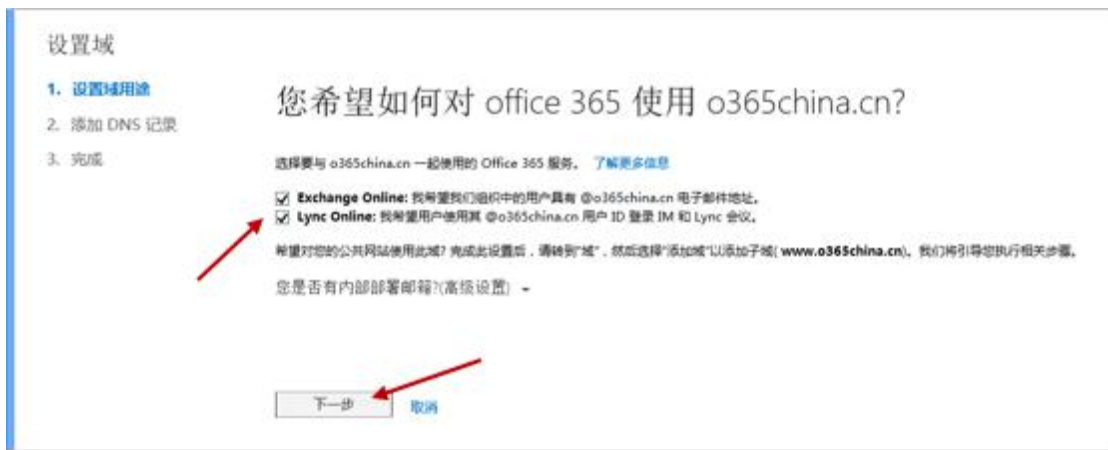 设置域
1. 设置域用途
2. 添加 DNS 记录
3. 完成
您希望如何对 office 365 使用 o365china.cn?
选择要与 o365china.cn 一起使用的 Office 365 服务。 了解更多信息
Exchange Online: 我希望我们组织中的用户具有 @o365china.cn 电子邮件地址。
Lync Online: 我希望用户使用其 @o365china.cn 用户 ID 登录 IM 和 Lync 会议。
希望对您的公共网站使用此域? 完成此设置后，请转到"域"，然后选择"添加域"以添加子域( www.o365china.cn)。我们将引导您执行相关步骤。
您是否有内部部署邮箱?(高级设置)
下一步 取消